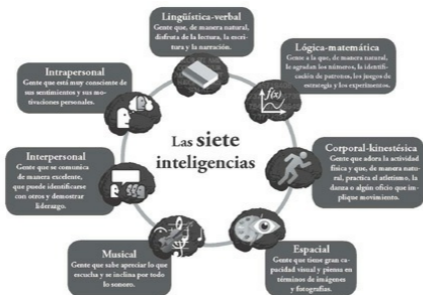 Lingüística-verbal
Gente que, de manera natural,
disfruta de la lectura, la escri-
tura y la narración.
Lógica-matemática
Gente a la que, de manera natural,
le agradan los números, la identifi-
cación de patrones, los juegos de
estrategia y los experimentos.
Corporal-kinestésica
Gente que adora la actividad
física y que, de manera natu-
ral, practica el atletismo, la
danza o algún oficio que im-
plique movimiento.
Espacial
Gente que tiene gran capa-
cidad visual y piensa en
términos de imágenes
y fotografías.
Musical
Gente que sabe apreciar lo que
escucha y se inclina por todo
lo sonoro.
Interpersonal
Gente que se comunica
de manera excelente,
que puede identificarse
con otros y demostrar
liderazgo.
Intrapersonal
Gente que está muy consciente de
sus sentimientos y sus mo-
tivaciones personales.
Las siete
inteligencias
f(x)